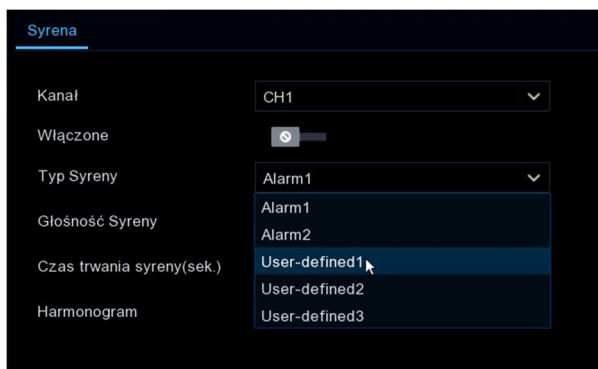 Syrena
Kanał
CH1
Włączone
Typ Syreny
Alarm1
Alarm1
Alarm2
Głośność Syreny
User-defined1
Czas trwania syreny(sek.)
User-defined2
Harmonogram
User-defined3